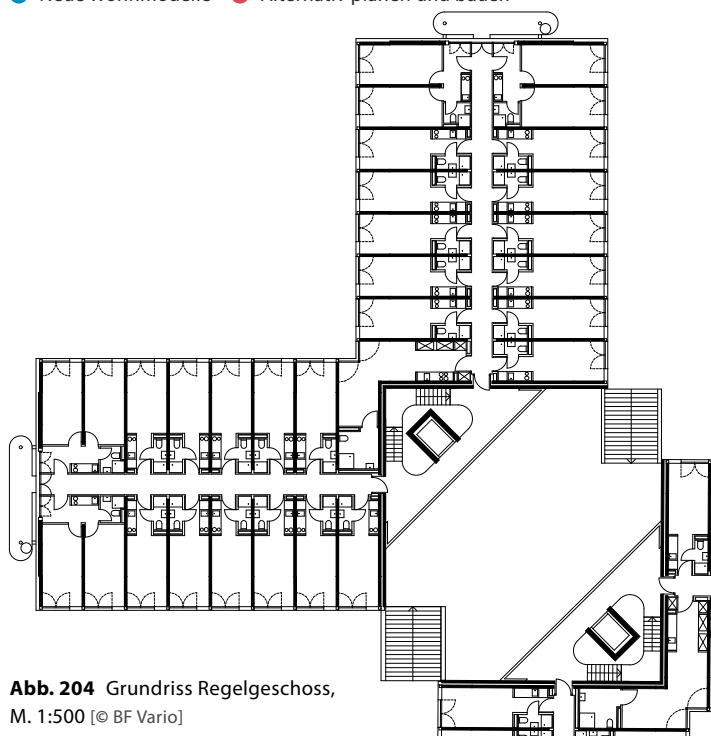 Neue Wohnmodelle Alternativ planen und bauen
Abb. 204 Grundriss Regelgeschoss,
M. 1:500 [© BF Vario]